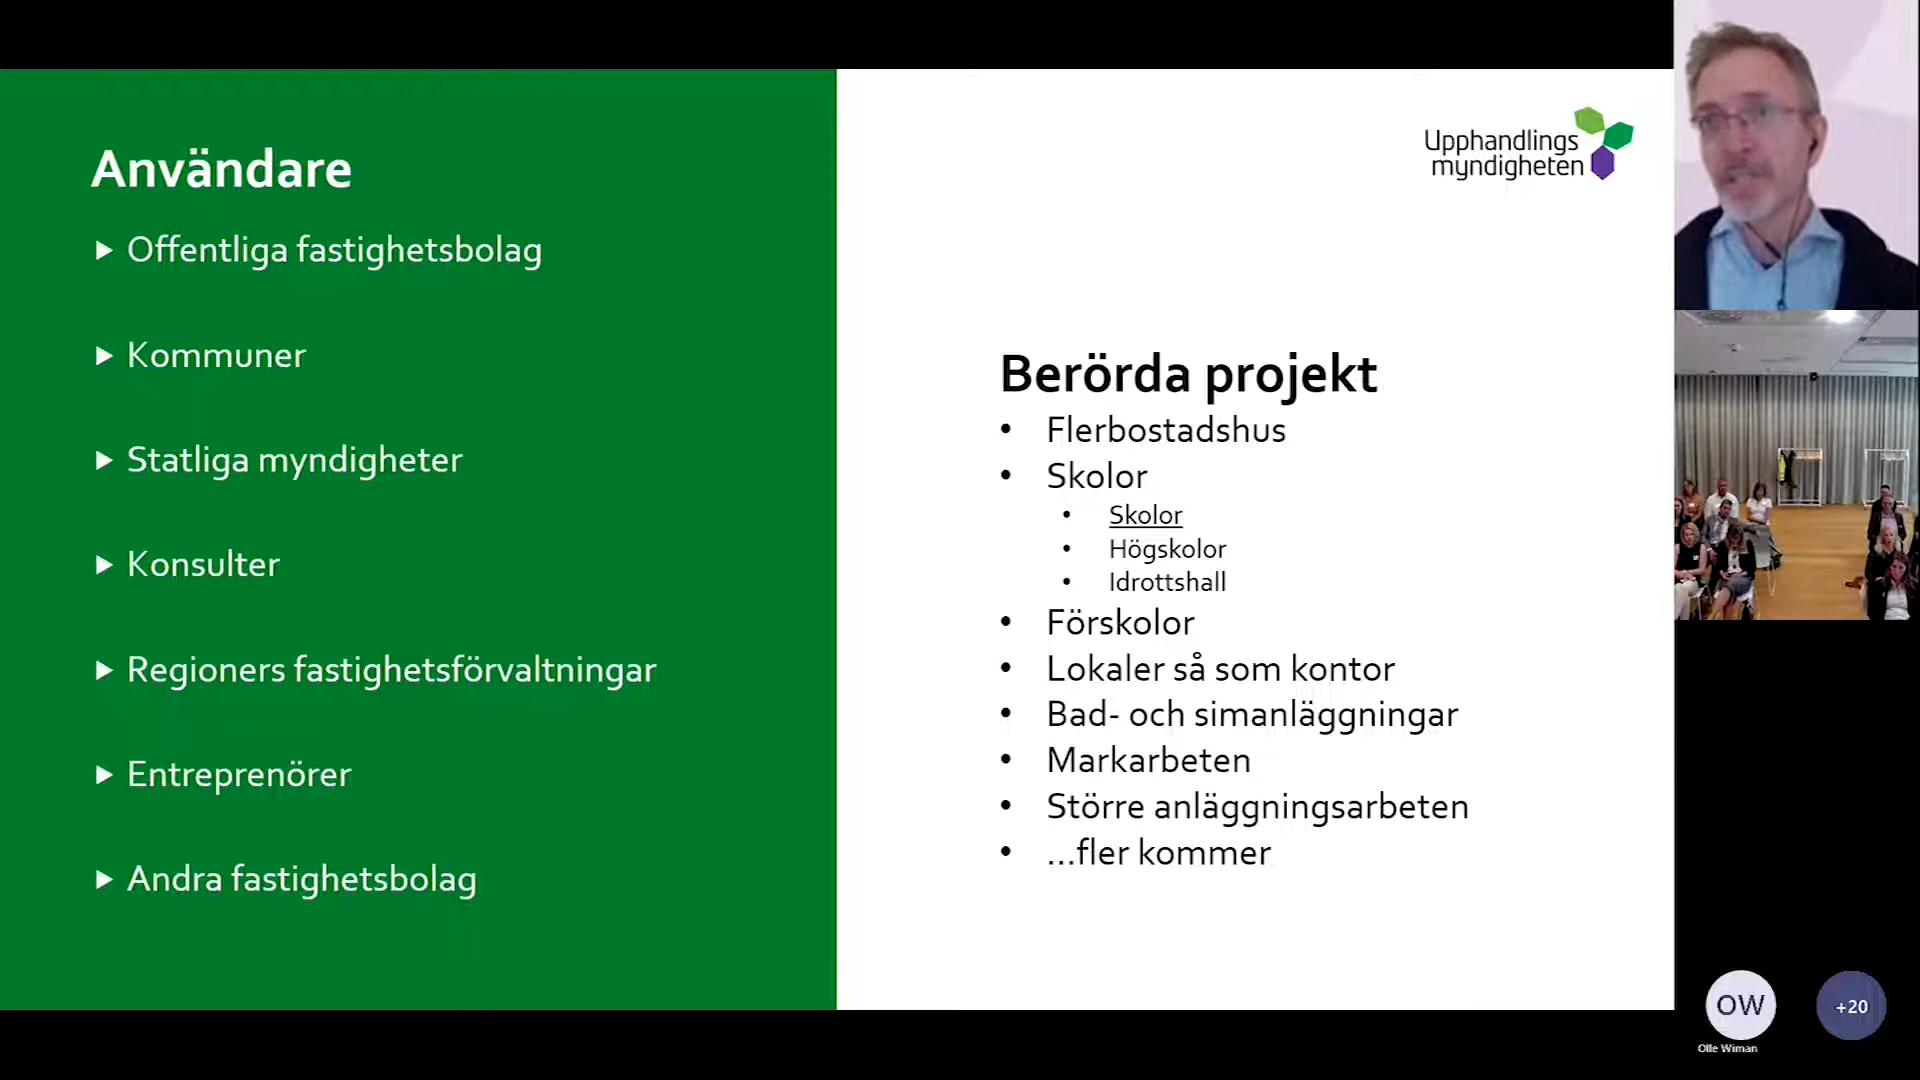 Användare
Offentliga fastighetsbolag
Kommuner
Statliga myndigheter
Konsulter
Regioners fastighetsförvaltningar
Entreprenörer
Andra fastighetsbolag
Upphandlings
myndigheten
Berörda projekt
Flerbostadshus
Skolor
Skolor
Högskolor
Idrottshall
Förskolor
Lokaler så som kontor
Bad- och simanläggningar
Markarbeten
Större anläggningsarbeten
...fler kommer
OW
+20
Olle Wiman